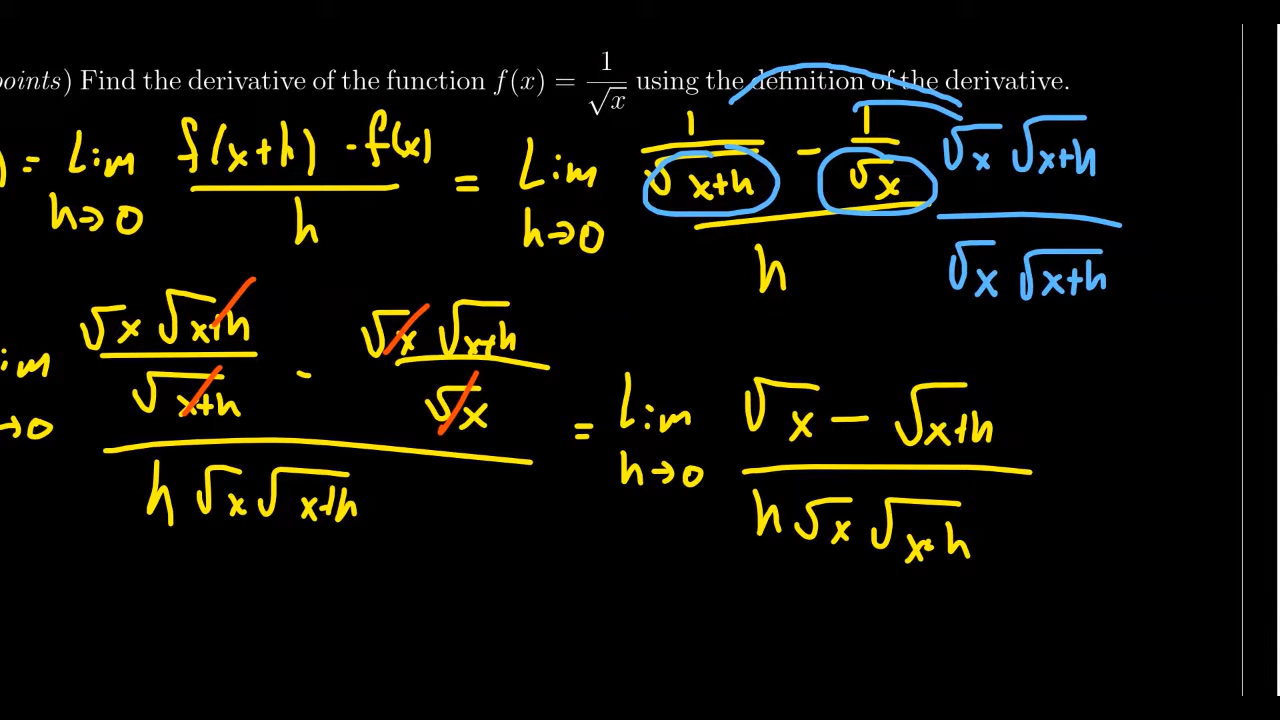 points) Find the derivative of the function f(x) = 1/√x using the definition of the derivative.
) = Lim h→0 (f(x+h) - f(x))/h = Lim h→0 (1/√x+h - 1/√x)/h √x √x+h / √x √x+h
im →0 (√x √x+h / √x+h - √x √x+h / √x) / h √x √x+h = Lim h→0 (√x - √x+h) / h √x √x+h